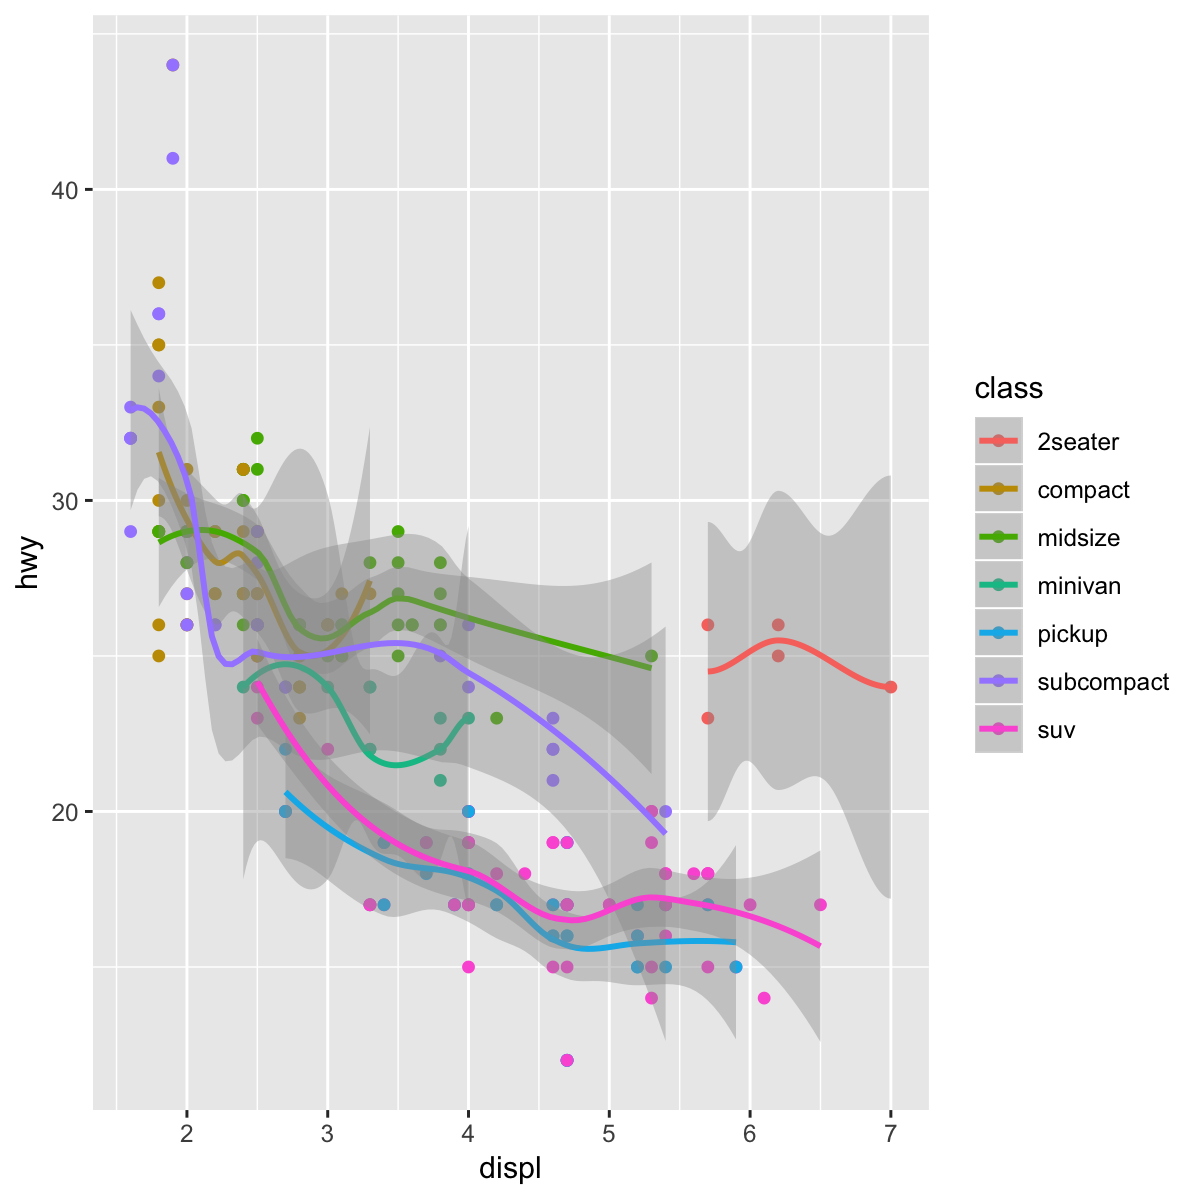 40
30
20
hwy
2 3 4 5 6 7
displ
class
2seater
compact
midsize
minivan
pickup
subcompact
suv